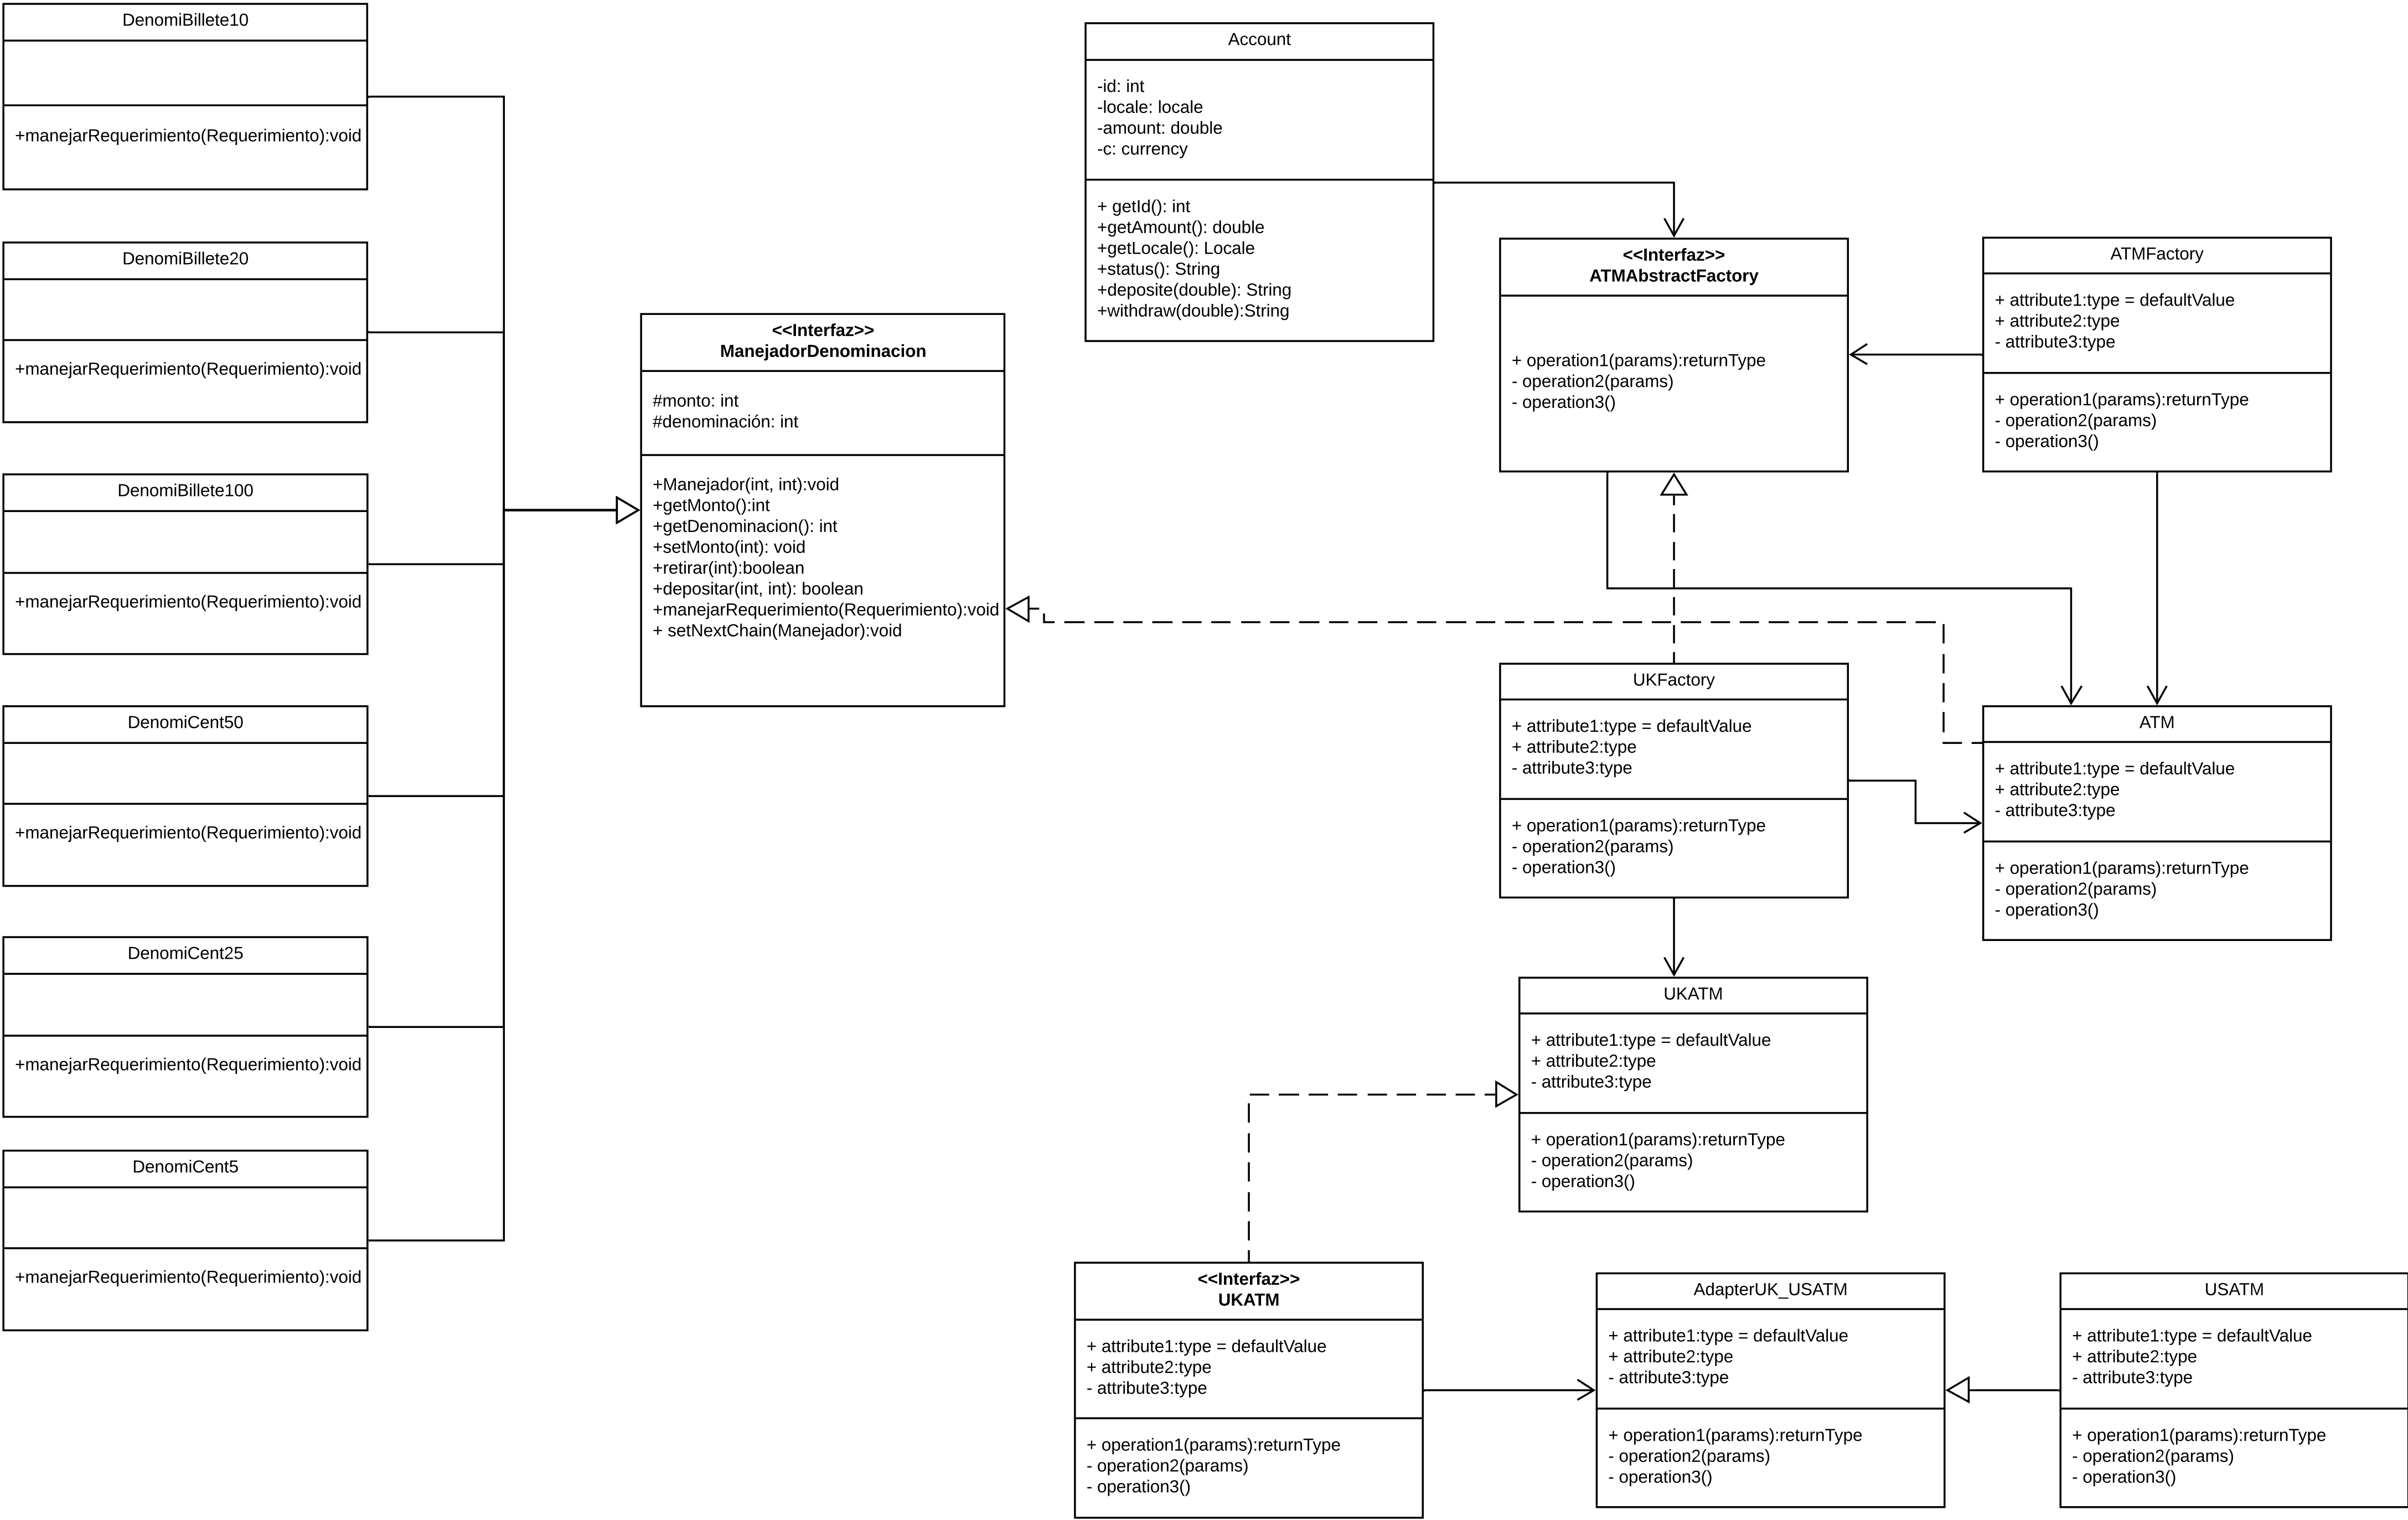 DenomiBillete10
+manejarRequerimiento(Requerimiento):void
DenomiBillete20
+manejarRequerimiento(Requerimiento):void
DenomiBillete100
+manejarRequerimiento(Requerimiento):void
DenomiCent50
+manejarRequerimiento(Requerimiento):void
DenomiCent25
+manejarRequerimiento(Requerimiento):void
DenomiCent5
+manejarRequerimiento(Requerimiento):void
<<Interfaz>>
ManejadorDenominacion
#monto: int
#denominación: int
+Manejador(int, int):void
+getMonto():int
+getDenominacion(): int
+setMonto(int): void
+retirar(int):boolean
+depositar(int, int): boolean
+manejarRequerimiento(Requerimiento):void
+ setNextChain(Manejador):void
Account
-id: int
-locale: locale
-amount: double
-c: currency
+ getId(): int
+getAmount(): double
+getLocale(): Locale
+status(): String
+deposite(double): String
+withdraw(double):String
<<Interfaz>>
ATMAbstractFactory
+ operation1(params):returnType
- operation2(params)
- operation3()
ATMFactory
+ attribute1:type = defaultValue
+ attribute2:type
- attribute3:type
+ operation1(params):returnType
- operation2(params)
- operation3()
UKFactory
+ attribute1:type = defaultValue
+ attribute2:type
- attribute3:type
+ operation1(params):returnType
- operation2(params)
- operation3()
ATM
+ attribute1:type = defaultValue
+ attribute2:type
- attribute3:type
+ operation1(params):returnType
- operation2(params)
- operation3()
UKATM
+ attribute1:type = defaultValue
+ attribute2:type
- attribute3:type
+ operation1(params):returnType
- operation2(params)
- operation3()
<<Interfaz>>
UKATM
+ attribute1:type = defaultValue
+ attribute2:type
- attribute3:type
+ operation1(params):returnType
- operation2(params)
- operation3()
AdapterUK_USATM
+ attribute1:type = defaultValue
+ attribute2:type
- attribute3:type
+ operation1(params):returnType
- operation2(params)
- operation3()
USATM
+ attribute1:type = defaultValue
+ attribute2:type
- attribute3:type
+ operation1(params):returnType
- operation2(params)
- operation3()